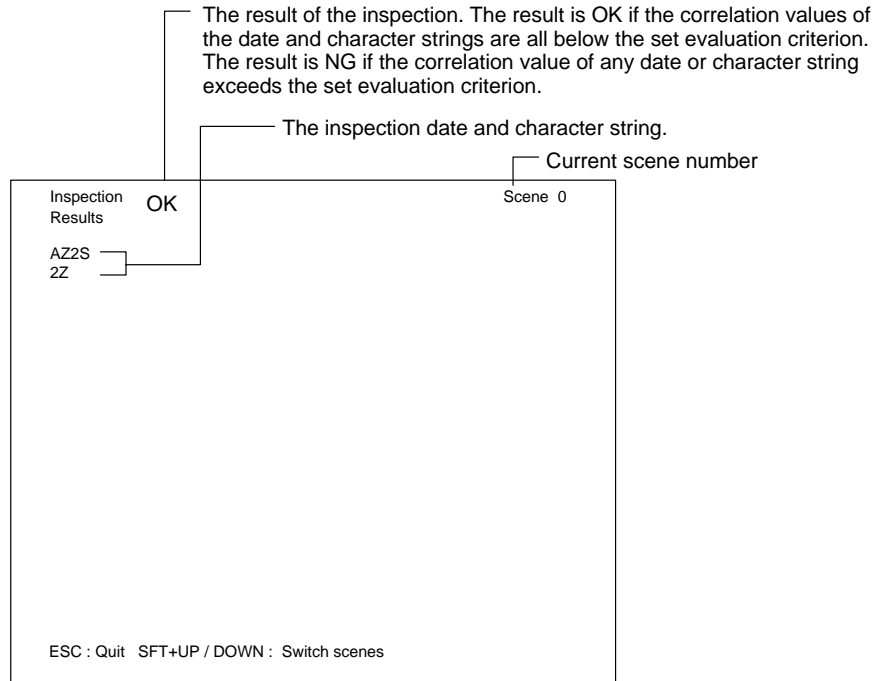 The result of the inspection. The result is OK if the correlation values of
the date and character strings are all below the set evaluation criterion.
The result is NG if the correlation value of any date or character string
exceeds the set evaluation criterion.
The inspection date and character string.
Current scene number
Inspection
Results
OK
Scene 0
AZ2S
2Z
ESC : Quit SFT+UP / DOWN : Switch scenes